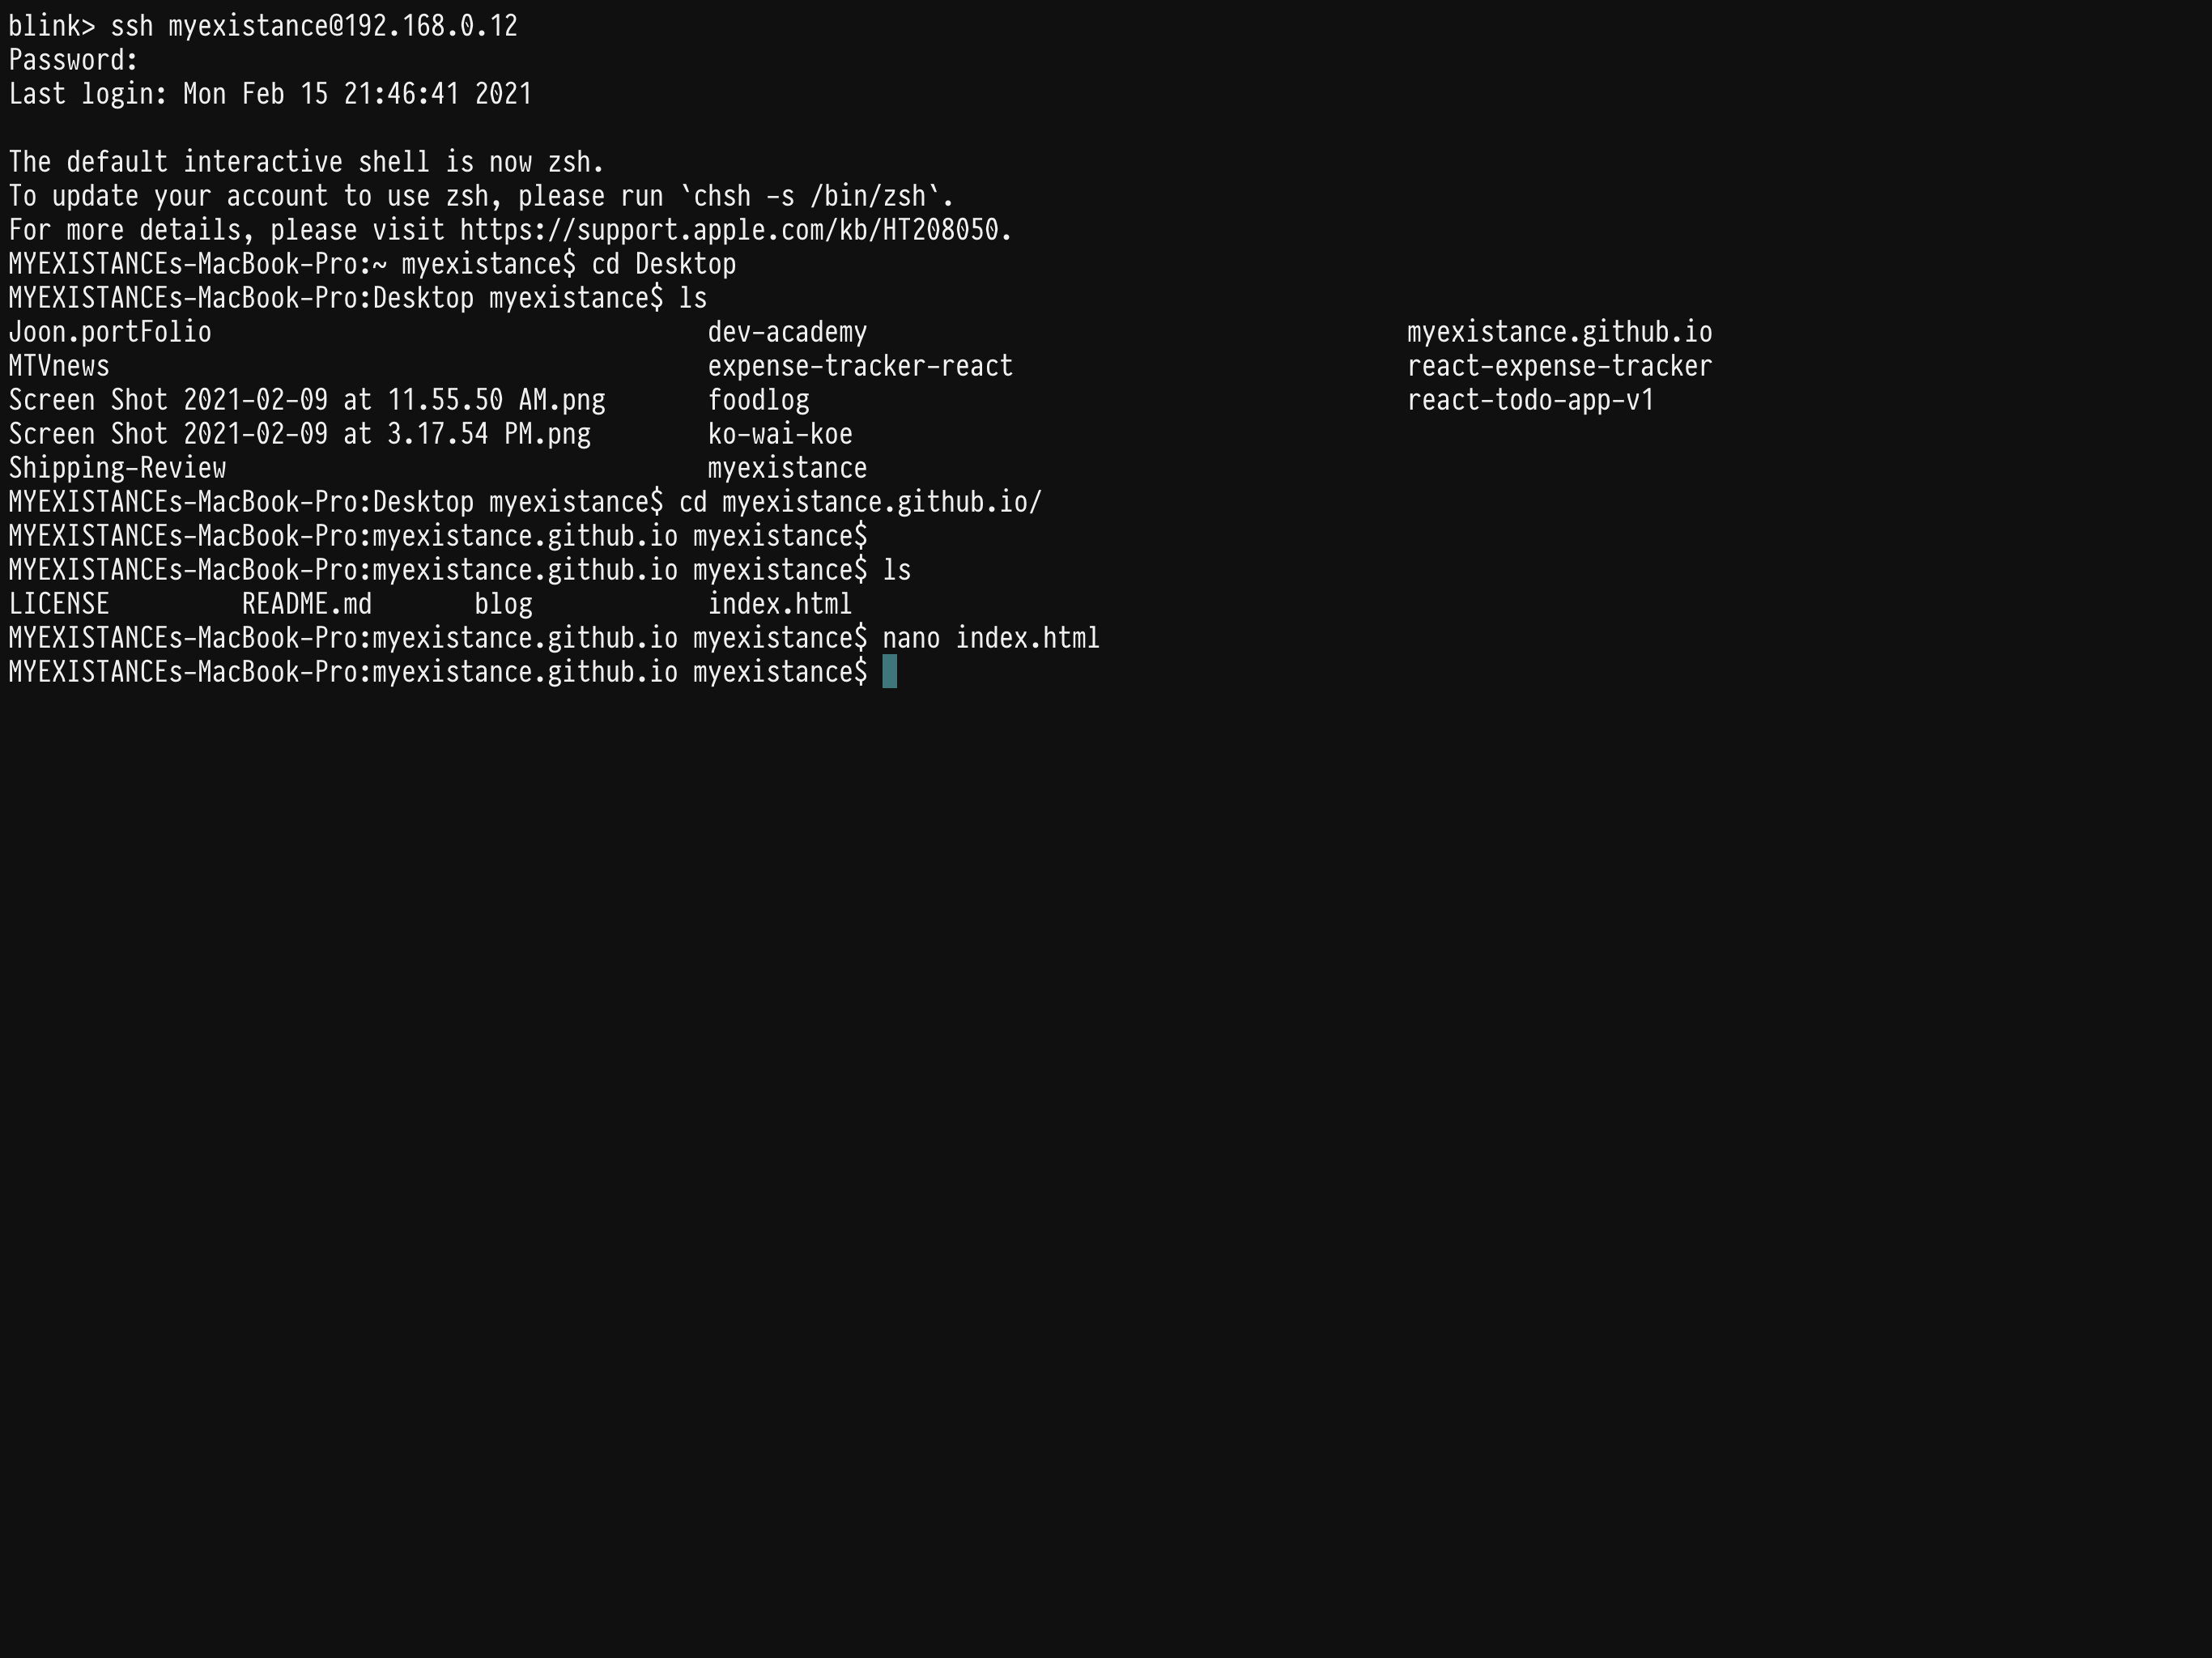 blink> ssh myexistance@192.168.0.12
Password:
Last login: Mon Feb 15 21:46:41 2021

The default interactive shell is now zsh.
To update your account to use zsh, please run `chsh -s /bin/zsh`.
For more details, please visit https://support.apple.com/kb/HT208050.
MYEXISTANCEs-MacBook-Pro:~ myexistance$ cd Desktop
MYEXISTANCEs-MacBook-Pro:Desktop myexistance$ ls
Joon.portFolio                                  dev-academy                                     myexistance.github.io
MTVnews                                         expense-tracker-react                           react-expense-tracker
Screen Shot 2021-02-09 at 11.55.50 AM.png       foodlog                                         react-todo-app-v1
Screen Shot 2021-02-09 at 3.17.54 PM.png        ko-wai-koe
Shipping-Review                                 myexistance
MYEXISTANCEs-MacBook-Pro:Desktop myexistance$ cd myexistance.github.io/
MYEXISTANCEs-MacBook-Pro:myexistance.github.io myexistance$
MYEXISTANCEs-MacBook-Pro:myexistance.github.io myexistance$ ls
LICENSE         README.md       blog            index.html
MYEXISTANCEs-MacBook-Pro:myexistance.github.io myexistance$ nano index.html
MYEXISTANCEs-MacBook-Pro:myexistance.github.io myexistance$